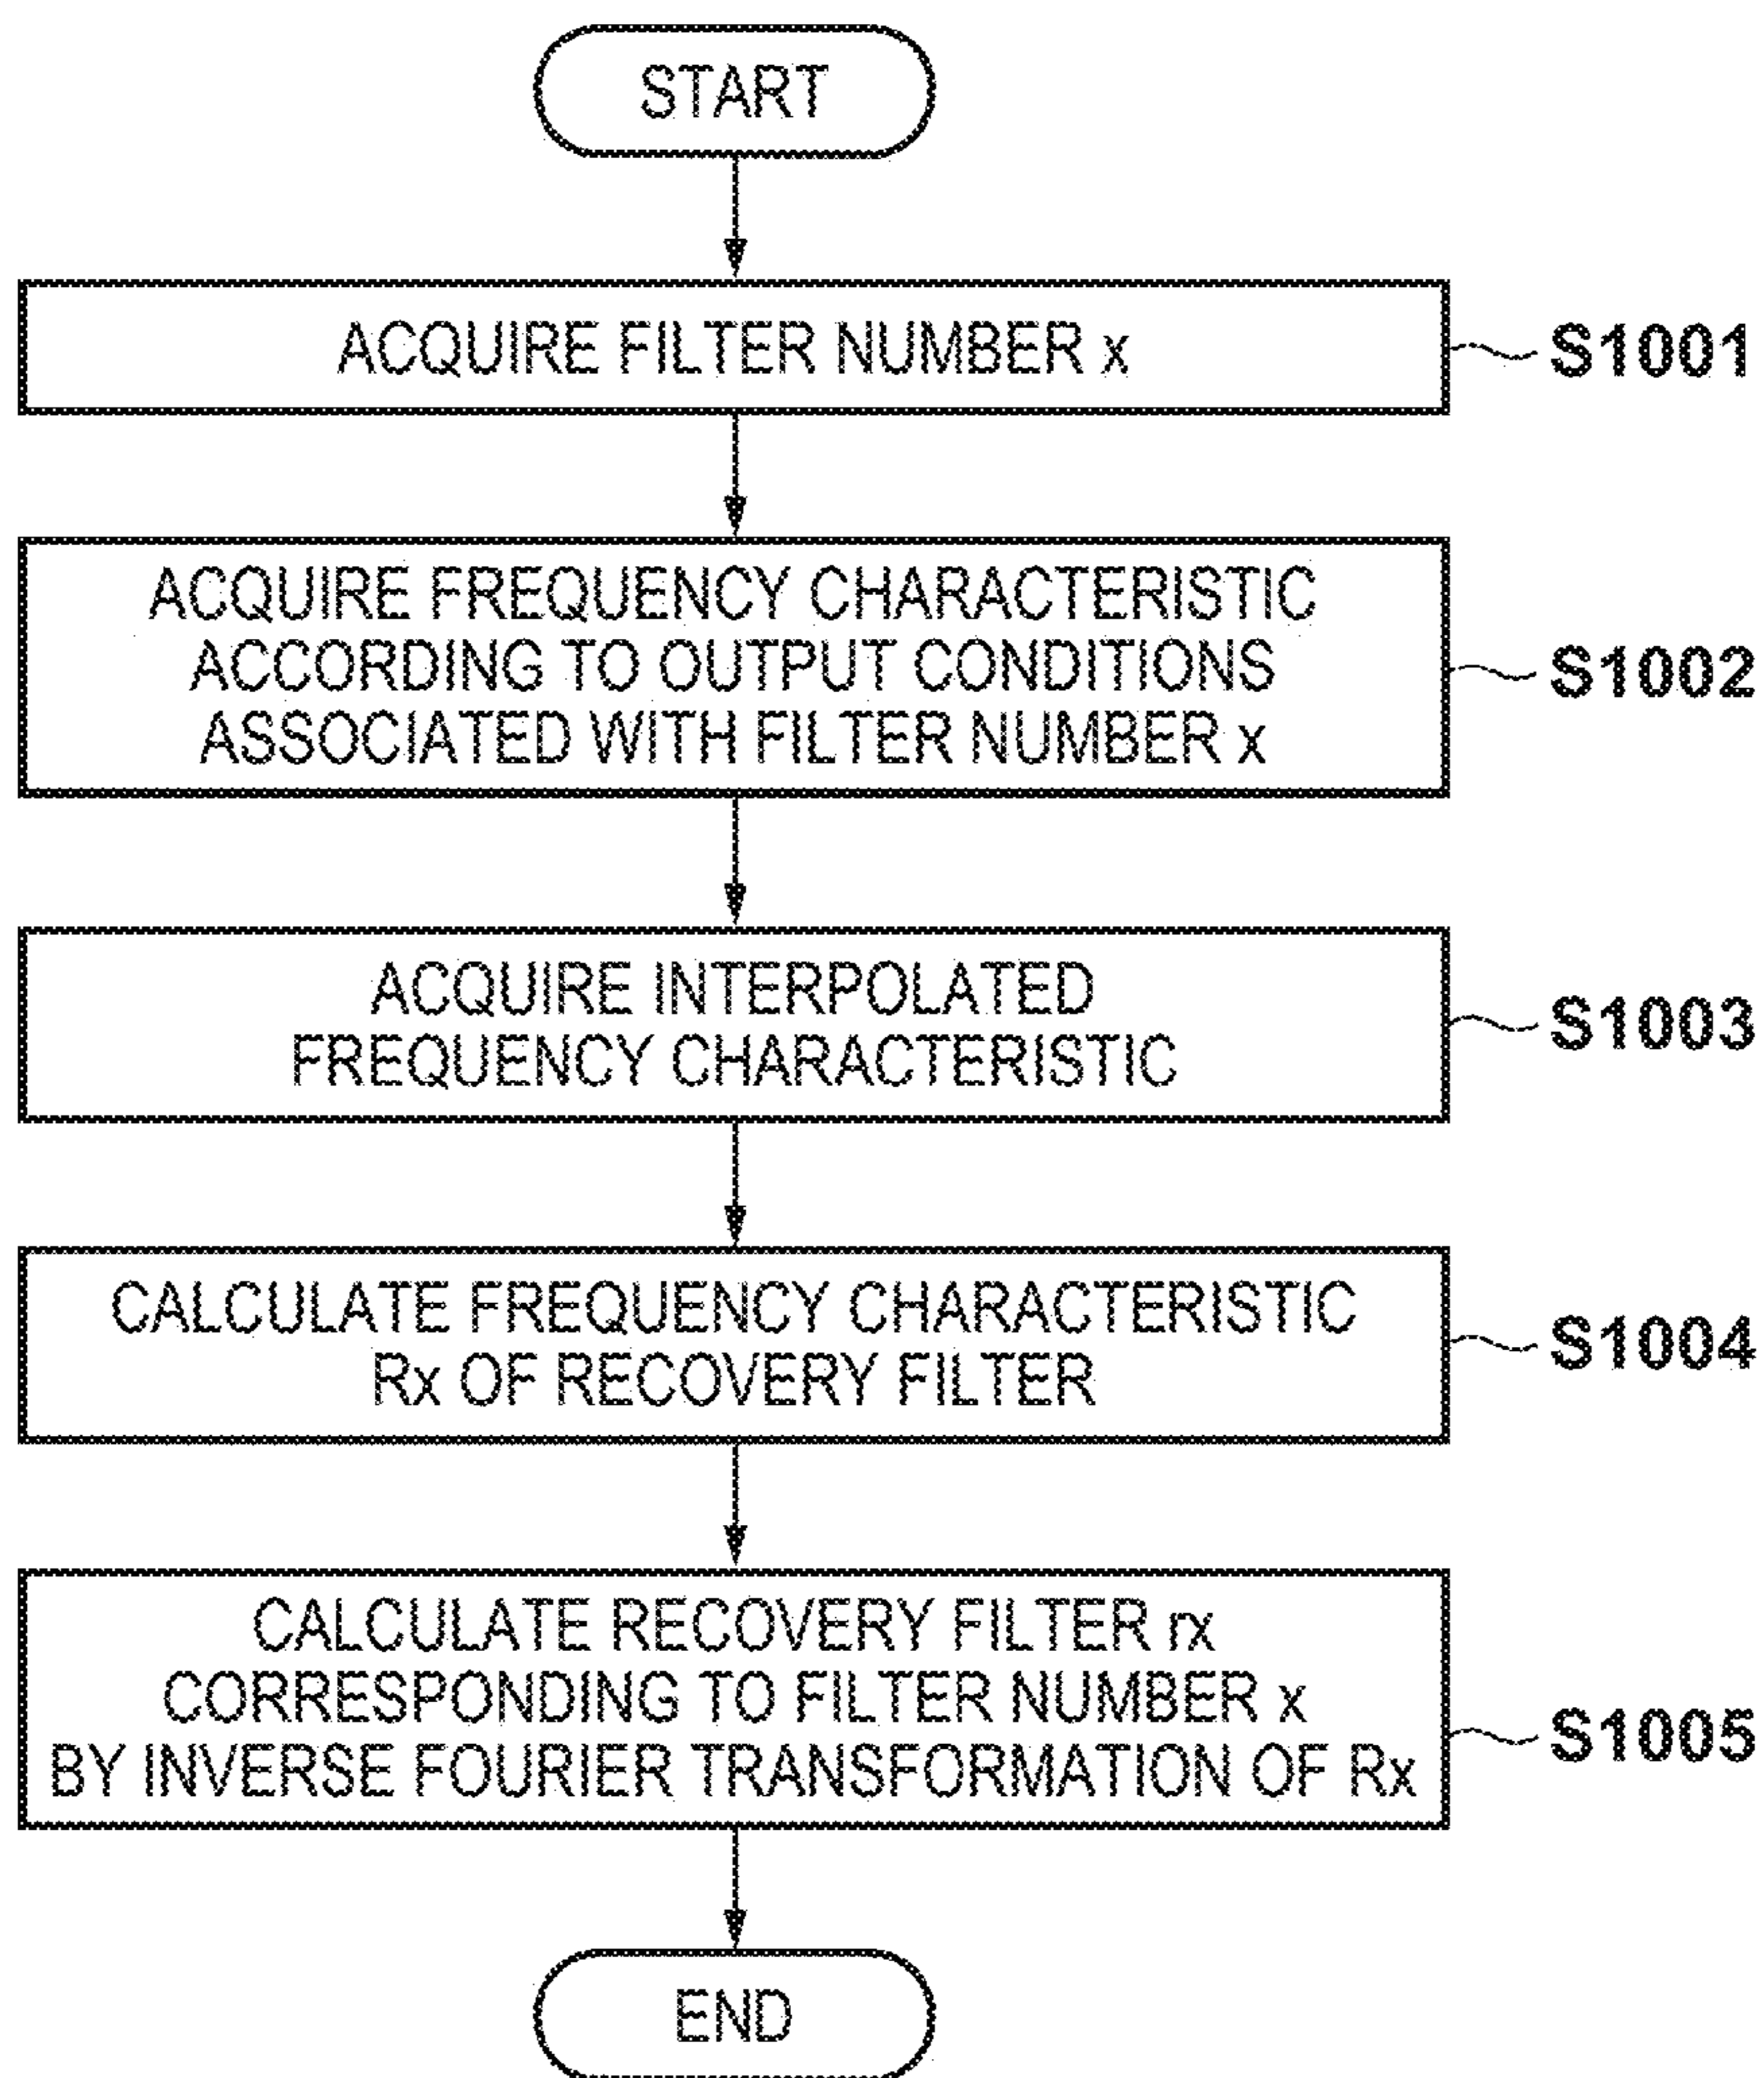 START
ACQUIRE FILTER NUMBER x
S1001
ACQUIRE FREQUENCY CHARACTERISTIC
ACCORDING TO OUTPUT CONDITIONS
ASSOCIATED WITH FILTER NUMBER x
S1002
ACQUIRE INTERPOLATED
FREQUENCY CHARACTERISTIC
S1003
CALCULATE FREQUENCY CHARACTERISTIC
Rx OF RECOVERY FILTER
S1004
CALCULATE RECOVERY FILTER rx
CORRESPONDING TO FILTER NUMBER x
BY INVERSE FOURIER TRANSFORMATION OF Rx
S1005
END